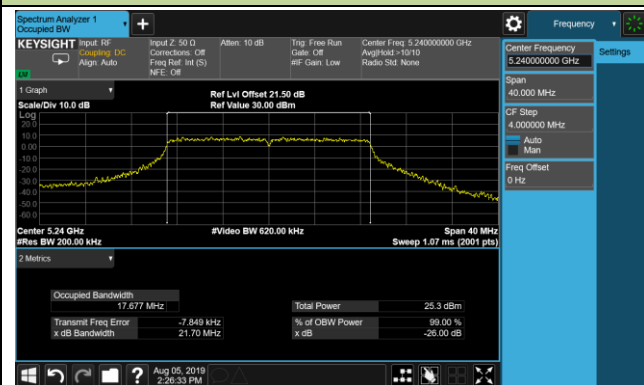 Spectrum Analyzer 1
Occupied BW
Frequency
KEYSIGHT
Input: RF
Coupling: DC
Align: Auto
Input Z: 50 Ω
Corrections: Off
Freq Ref: Int (S)
NFE: Off
Atten: 10 dB
Trig: Free Run
Gate: Off
#IF Gain: Low
Center Freq: 5.240000000 GHz
Avg|Hold:>10/10
Radio Std: None
Center Frequency
5.240000000 GHz
Settings
Span
40.000 MHz
CF Step
4.000000 MHz
Auto
Man
Freq Offset
0 Hz
1 Graph
Scale/Div 10.0 dB
Ref Lvl Offset 21.50 dB
Ref Value 30.00 dBm
Log
20.0
10.0
0.00
-10.0
-20.0
-30.0
-40.0
-50.0
-60.0
Center 5.24 GHz
#Video BW 620.00 kHz
Span 40 MHz
#Res BW 200.00 kHz
Sweep 1.07 ms (2001 pts)
2 Metrics
Occupied Bandwidth
17.677 MHz
Total Power
25.3 dBm
Transmit Freq Error
-7.849 kHz
% of OBW Power
99.00 %
x dB Bandwidth
21.70 MHz
x dB
-26.00 dB
Aug 05, 2019
2:26:33 PM